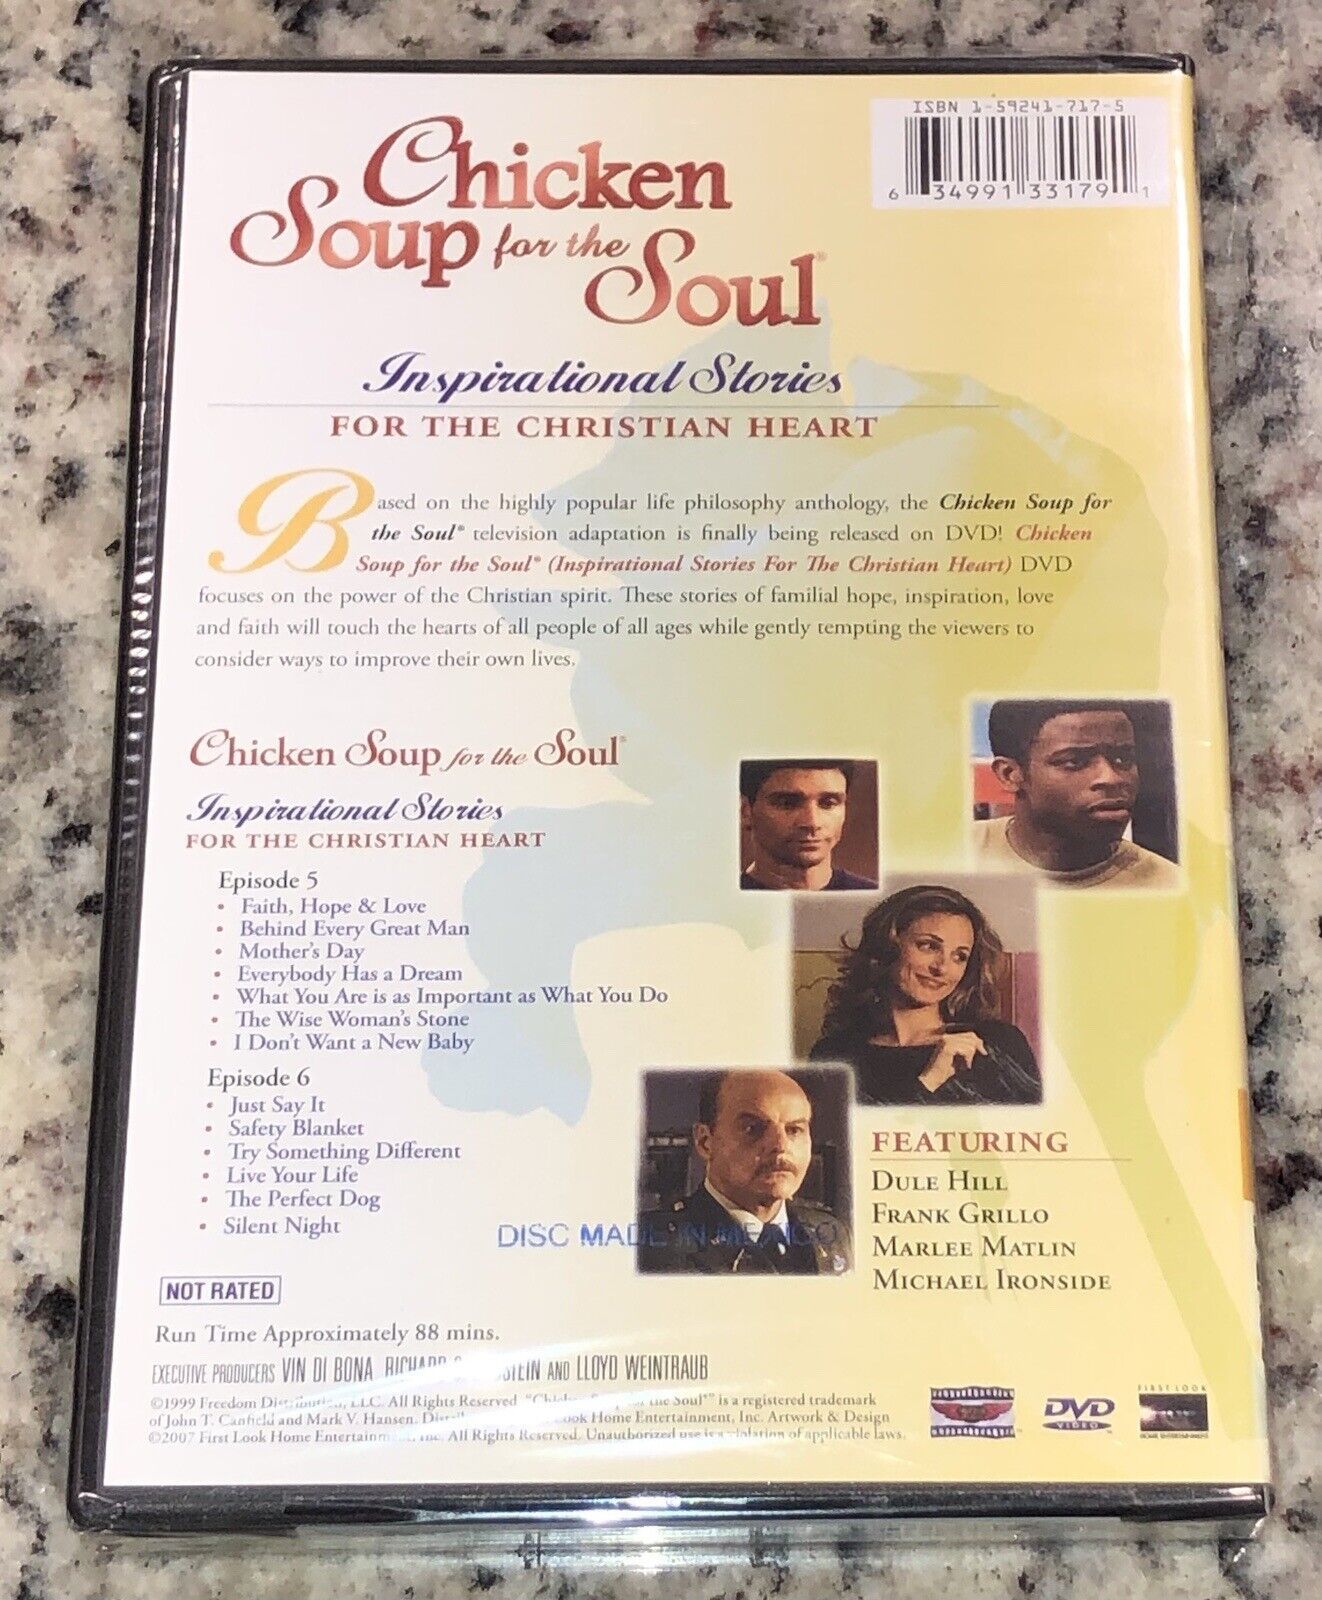 ISBN 1-59241-717-5
6 34991 33179 1
Chicken
Soup for the
Soul®
Inspirational Stories
FOR THE CHRISTIAN HEART
Based on the highly popular life philosophy anthology, the Chicken Soup for
the Soul® television adaptation is finally being released on DVD! Chicken
Soup for the Soul® (Inspirational Stories For The Christian Heart) DVD
focuses on the power of the Christian spirit. These stories of familial hope, inspiration, love
and faith will touch the hearts of all people of all ages while gently tempting the viewers to
consider ways to improve their own lives.
Chicken Soup for the Soul®
Inspirational Stories
FOR THE CHRISTIAN HEART
Episode 5
• Faith, Hope & Love
• Behind Every Great Man
• Mother's Day
• Everybody Has a Dream
• What You Are is as Important as What You Do
• The Wise Woman's Stone
• I Don't Want a New Baby
Episode 6
• Just Say It
• Safety Blanket
• Try Something Different
• Live Your Life
• The Perfect Dog
• Silent Night
DISC MADE IN MEXICO
FEATURING
DULE HILL
FRANK GRILLO
MARLEE MATLIN
MICHAEL IRONSIDE
NOT RATED
Run Time Approximately 88 mins.
EXECUTIVE PRODUCERS VIN DI BONA, RICHARD AND LLOYD WEINTRAUB
©1999 Freedom LLC. All Rights Reserved. "Chicken Soup for the Soul®" is a registered trademark
of John T. Canfield and Mark V. Hansen. Look Home Entertainment, Inc. Artwork & Design
©2007 First Look Home Entertainment, Inc. All Rights Reserved. Unauthorized use is a violation of applicable laws.
DVD
VIDEO
FIRST LOOK
HOME ENTERTAINMENT